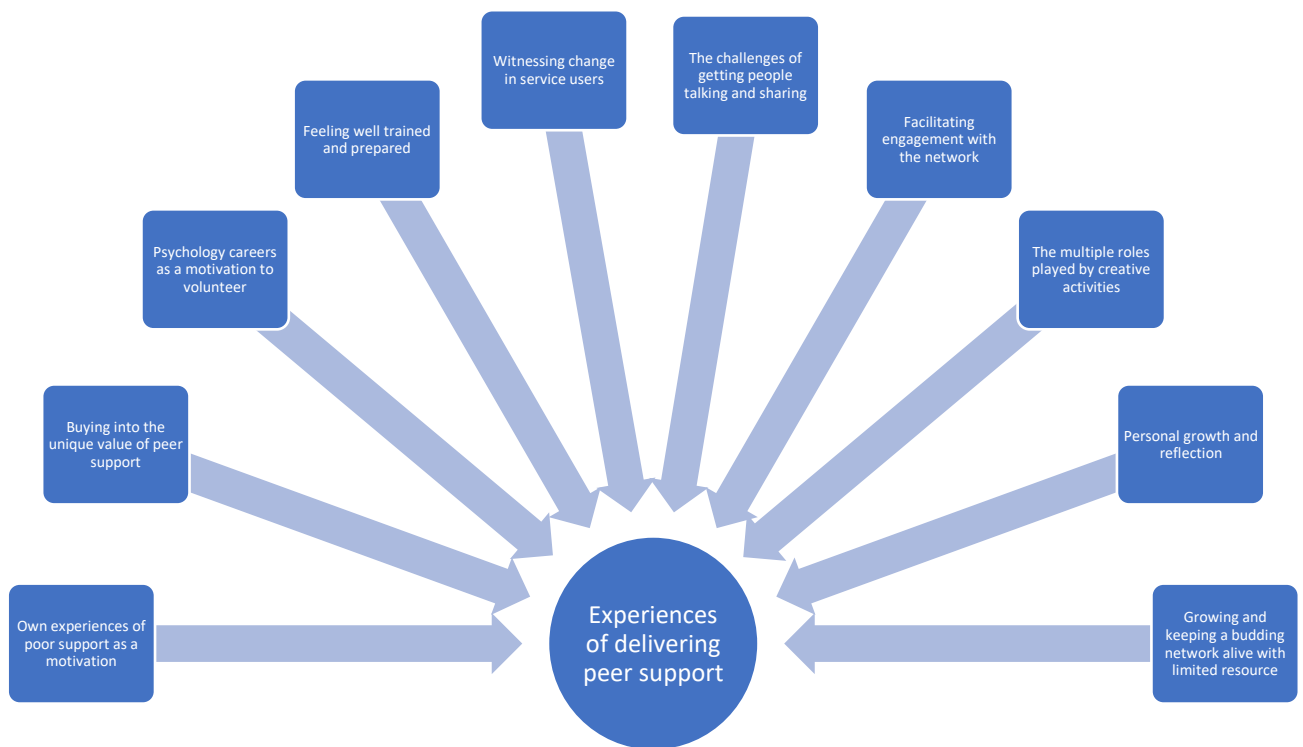 Witnessing change
in service users
The challenges of
getting people
talking and sharing
Feeling well trained
and prepared
Facilitating
engagement with
the network
Psychology careers
as a motivation to
volunteer
The multiple roles
played by creative
activities
Buying into the
unique value of peer
support
Personal growth and
reflection
Own experiences of
poor support as a
motivation
Experiences
of delivering
peer support
Growing and
keeping a budding
network alive with
limited resource